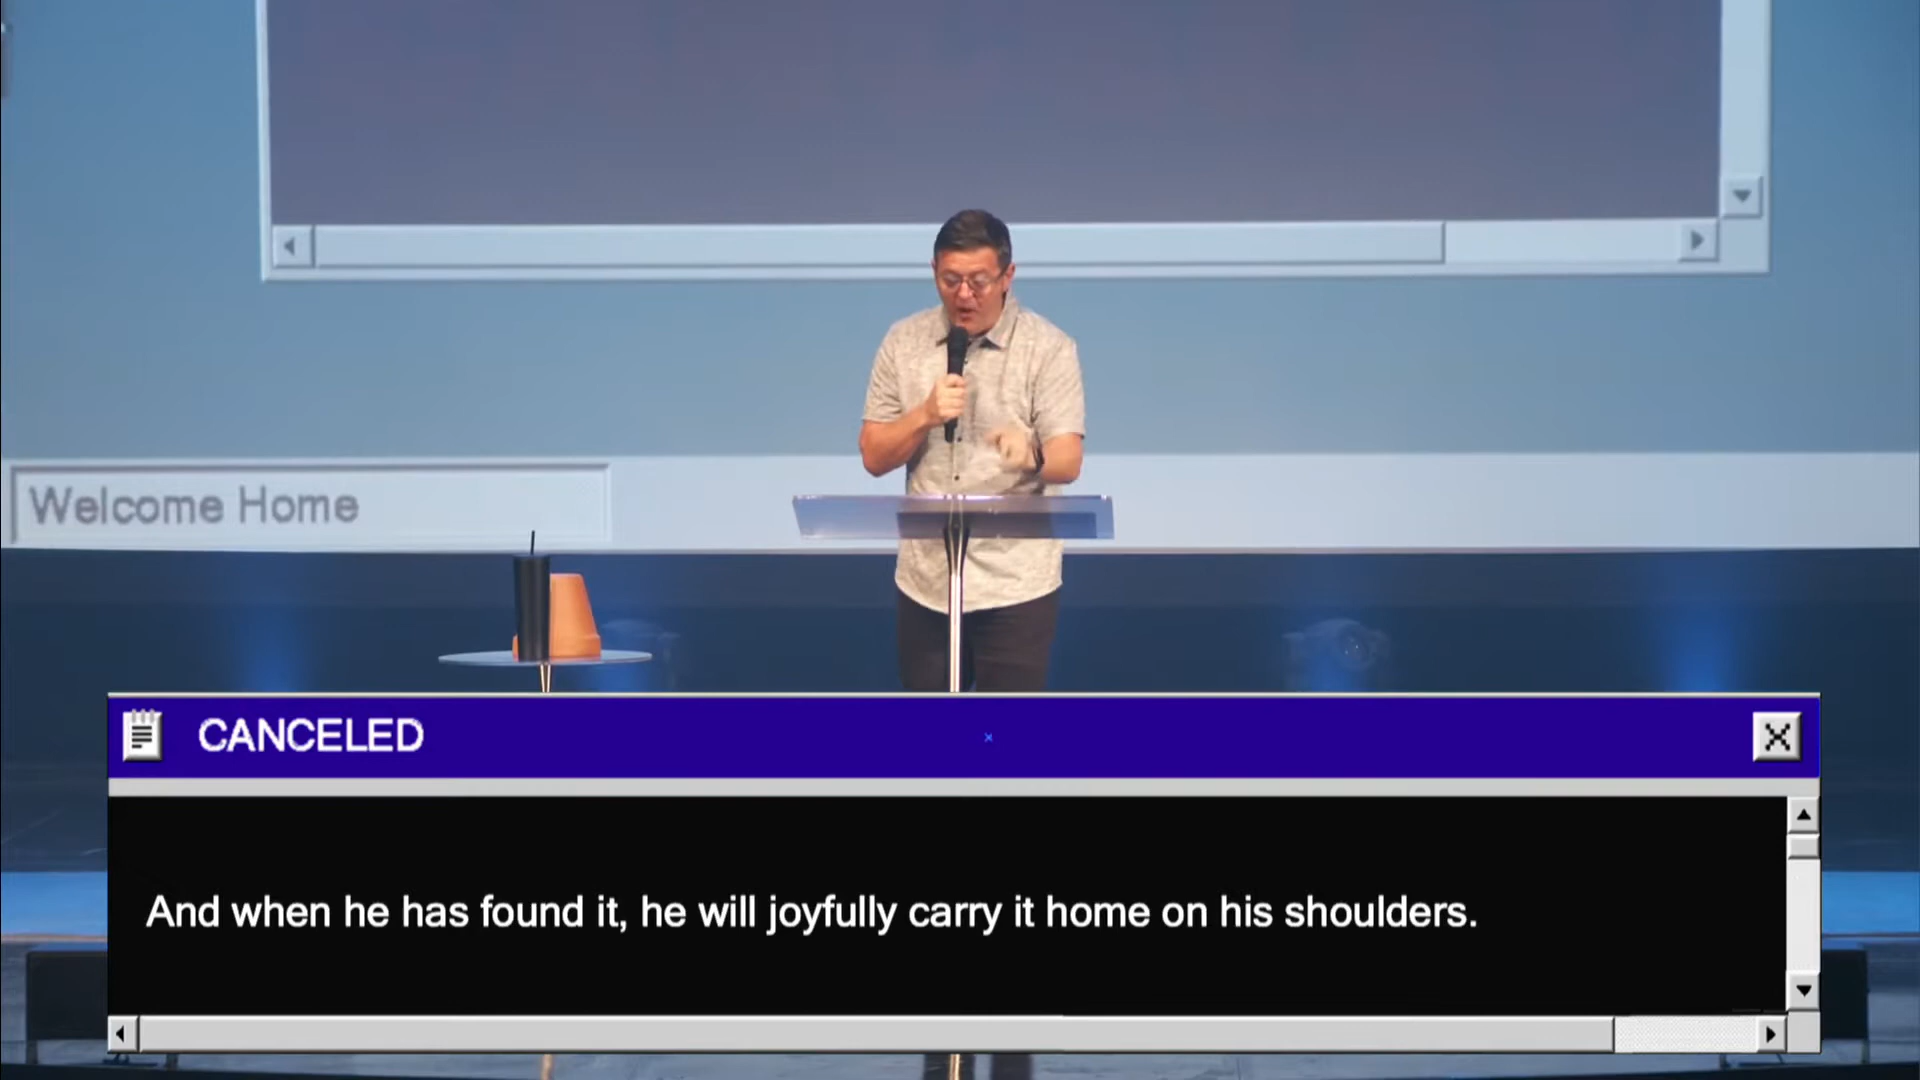 Welcome Home
CANCELED
And when he has found it, he will joyfully carry it home on his shoulders.